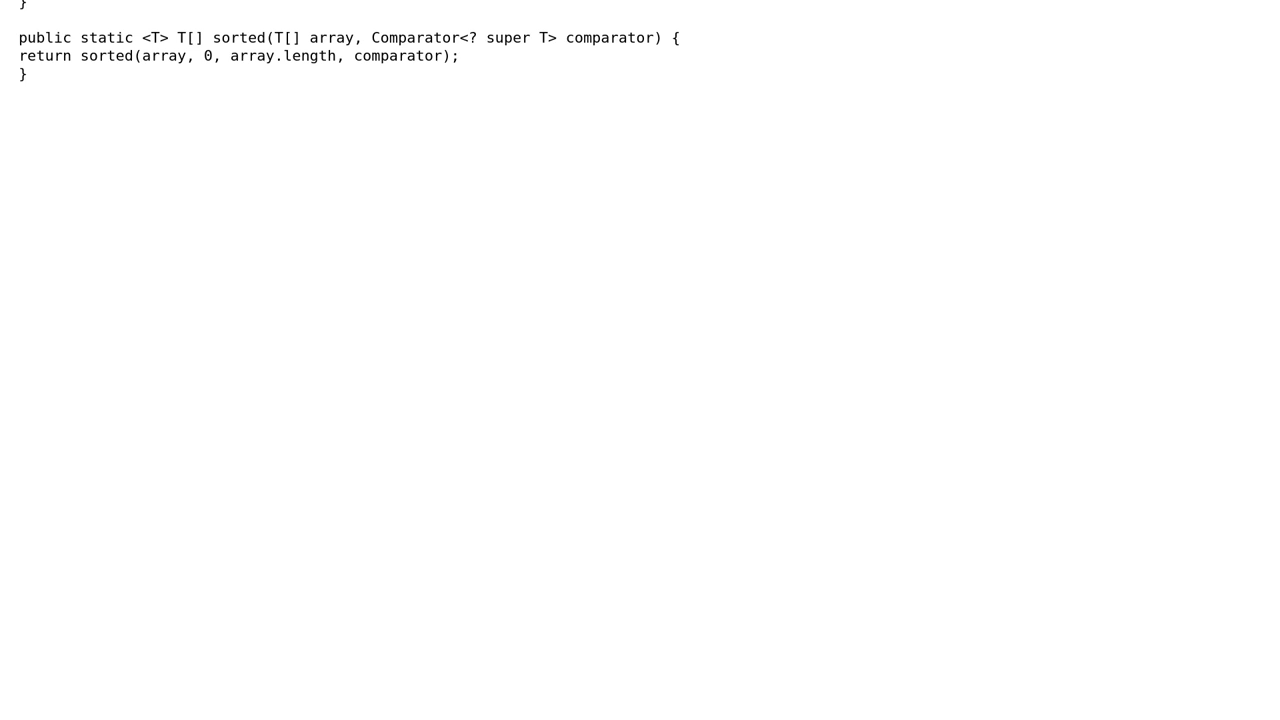 }

public static <T> T[] sorted(T[] array, Comparator<? super T> comparator) {
return sorted(array, 0, array.length, comparator);
}